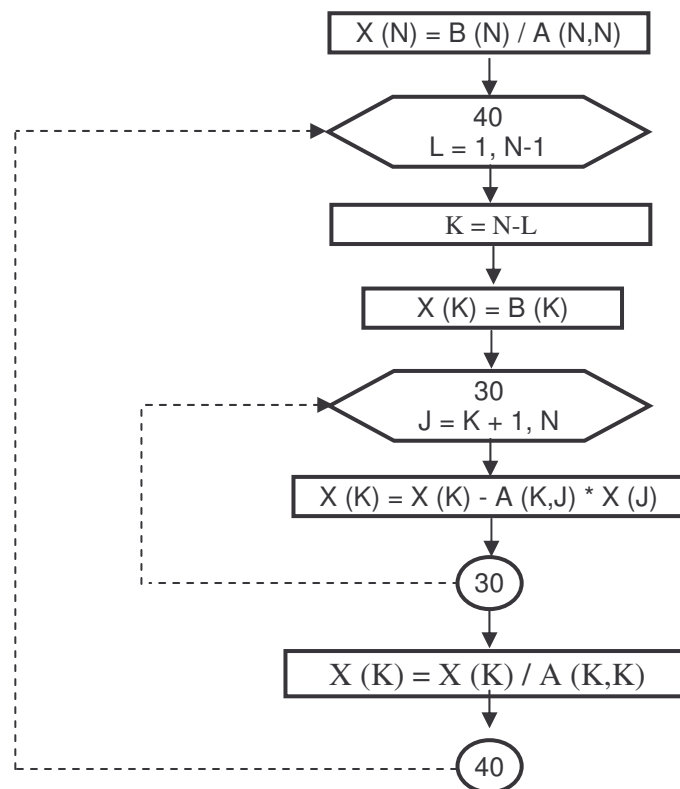 X (N) = B (N) / A (N,N)
40
L = 1, N-1
K = N-L
X (K) = B (K)
30
J = K + 1, N
X (K) = X (K) - A (K,J) * X (J)
30
X (K) = X (K) / A (K,K)
40